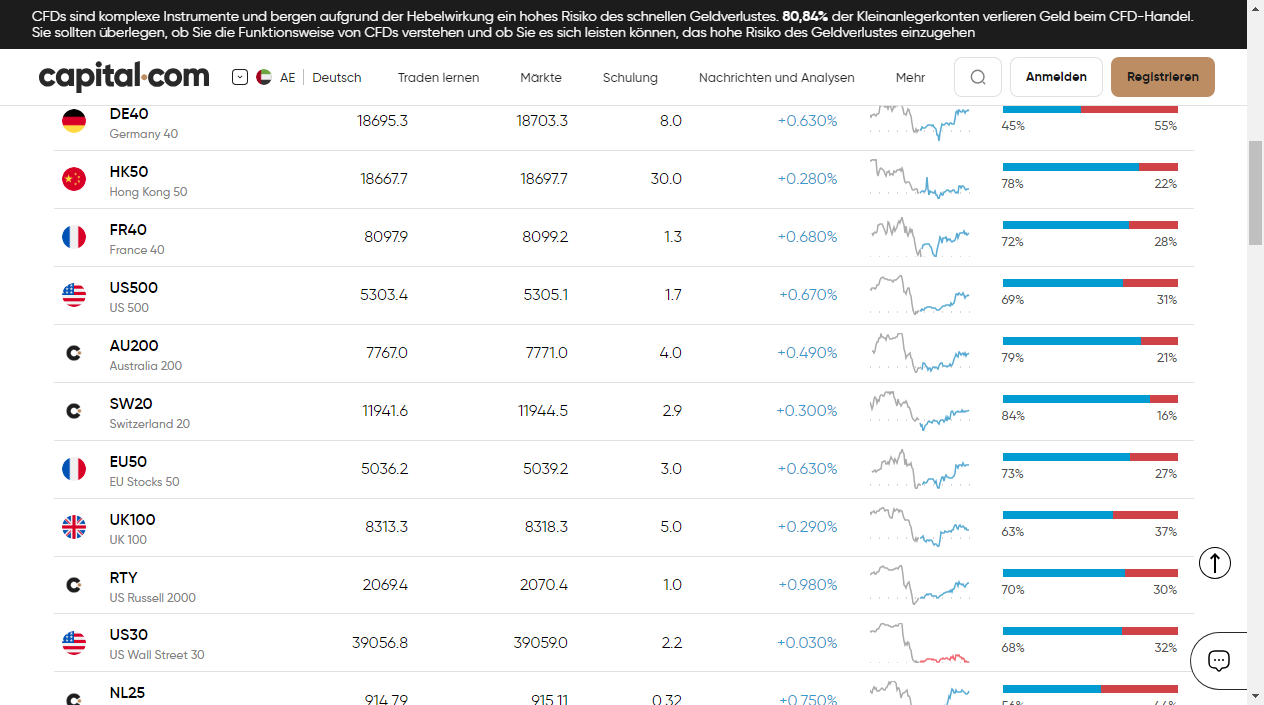 CFDs sind komplexe Instrumente und bergen aufgrund der Hebelwirkung ein hohes Risiko des schnellen Geldverlustes. 80,84% der Kleinanlegerkonten verlieren Geld beim CFD-Handel.
Sie sollten überlegen, ob Sie die Funktionsweise von CFDs verstehen und ob Sie es sich leisten können, das hohe Risiko des Geldverlustes einzugehen
capital.com AE Deutsch Traden lernen Märkte Schulung Nachrichten und Analysen Mehr Anmelden Registrieren
DE40 18695.3 18703.3 8.0 +0.630%
Germany 40 45% 55%
HK50 18667.7 18697.7 30.0 +0.280%
Hong Kong 50 78% 22%
FR40 8097.9 8099.2 1.3 +0.680%
France 40 72% 28%
US500 5303.4 5305.1 1.7 +0.670%
US 500 69% 31%
AU200 7767.0 7771.0 4.0 +0.490%
Australia 200 79% 21%
SW20 11941.6 11944.5 2.9 +0.300%
Switzerland 20 84% 16%
EU50 5036.2 5039.2 3.0 +0.630%
EU Stocks 50 73% 27%
UK100 8313.3 8318.3 5.0 +0.290%
UK 100 63% 37%
RTY 2069.4 2070.4 1.0 +0.980%
US Russell 2000 70% 30%
US30 39056.8 39059.0 2.2 +0.030%
US Wall Street 30 68% 32%
NL25 914.79 915.11 0.32 +0.750%